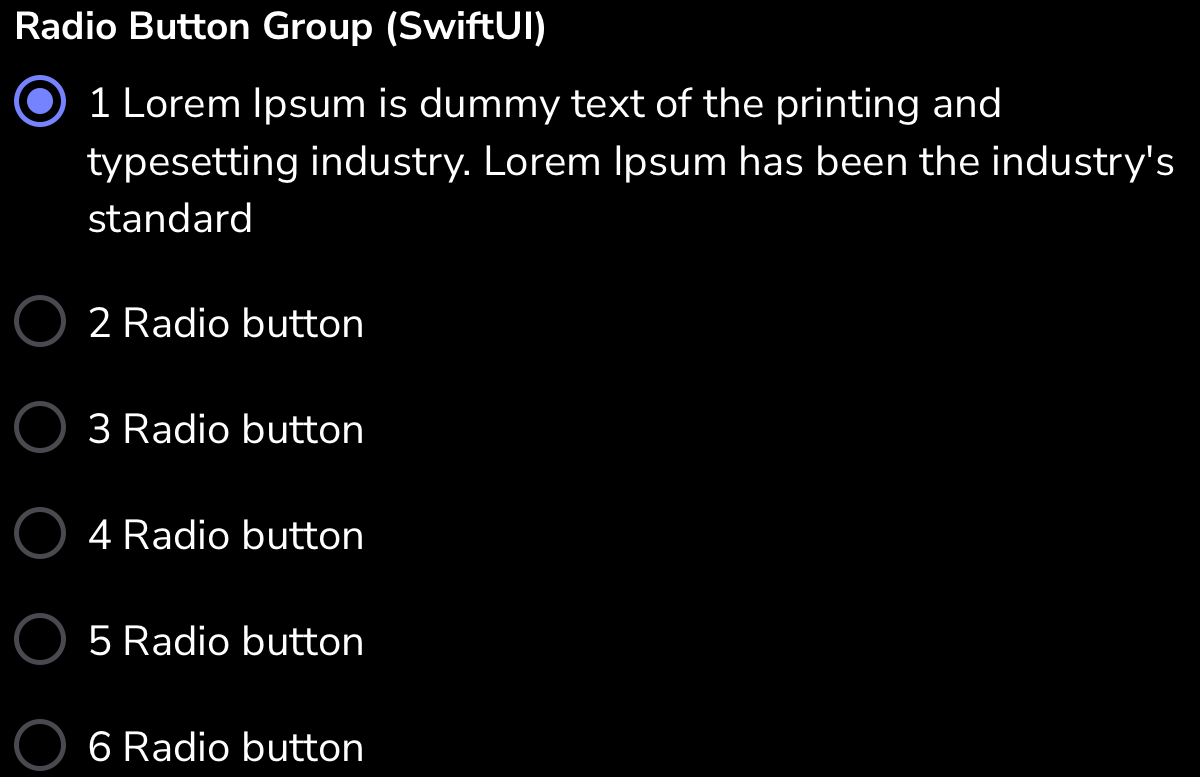 Radio Button Group (SwiftUI)
1 Lorem Ipsum is dummy text of the printing and
typesetting industry. Lorem Ipsum has been the industry's
standard
2 Radio button
3 Radio button
4 Radio button
5 Radio button
6 Radio button